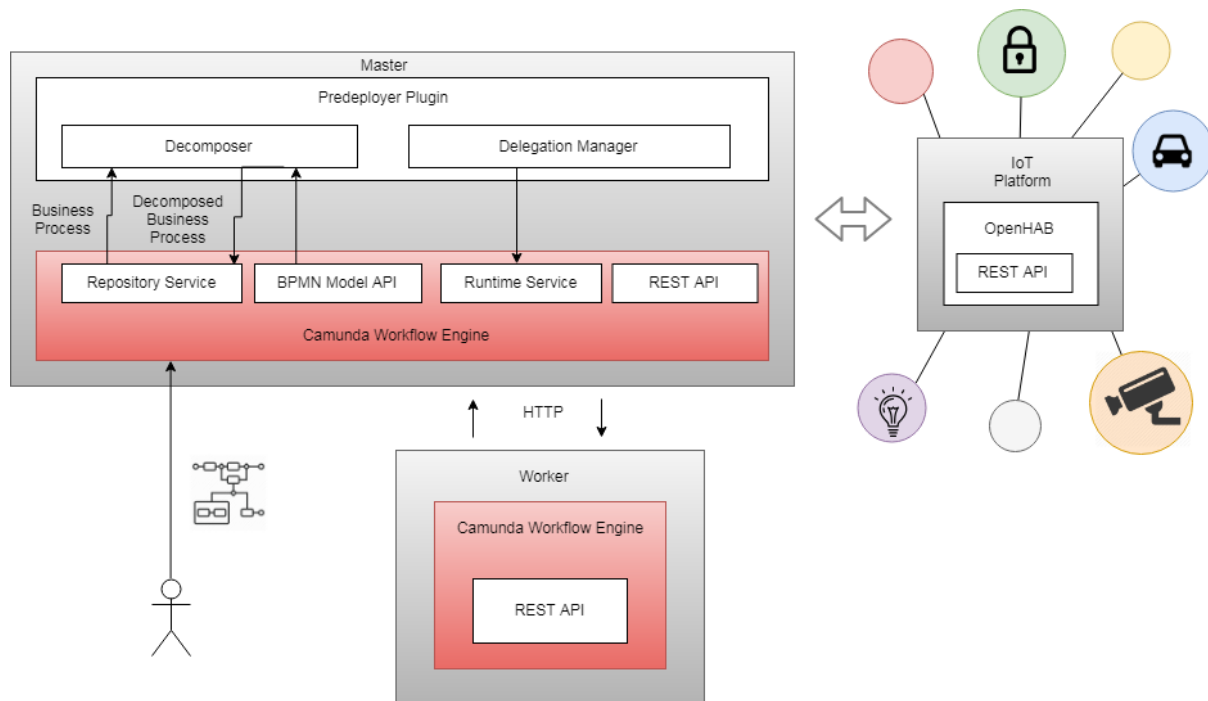 Master
Predeployer Plugin
Decomposer
Delegation Manager
Business
Process
Decomposed
Business
Process
Repository Service
BPMN Model API
Runtime Service
REST API
Camunda Workflow Engine
HTTP
Worker
Camunda Workflow Engine
REST API
IoT
Platform
OpenHAB
REST API